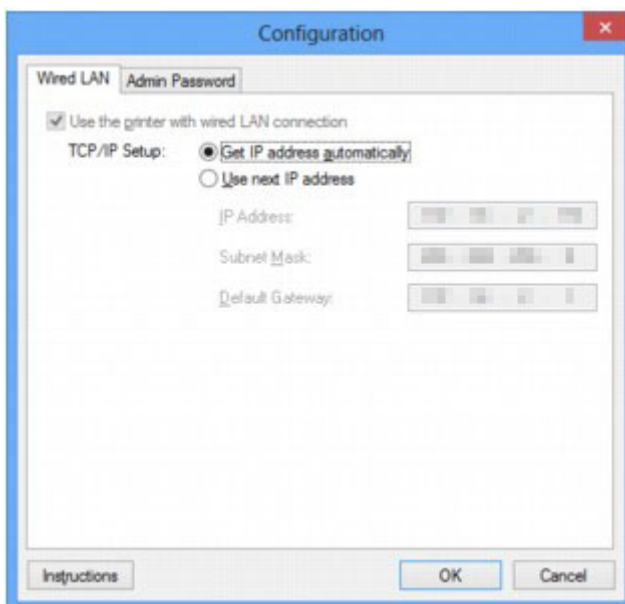 Configuration
Wired LAN Admin Password
Use the printer with wired LAN connection
TCP/IP Setup: Get IP address automatically
Use next IP address
IP Address:
Subnet Mask:
Default Gateway:
Instructions OK Cancel